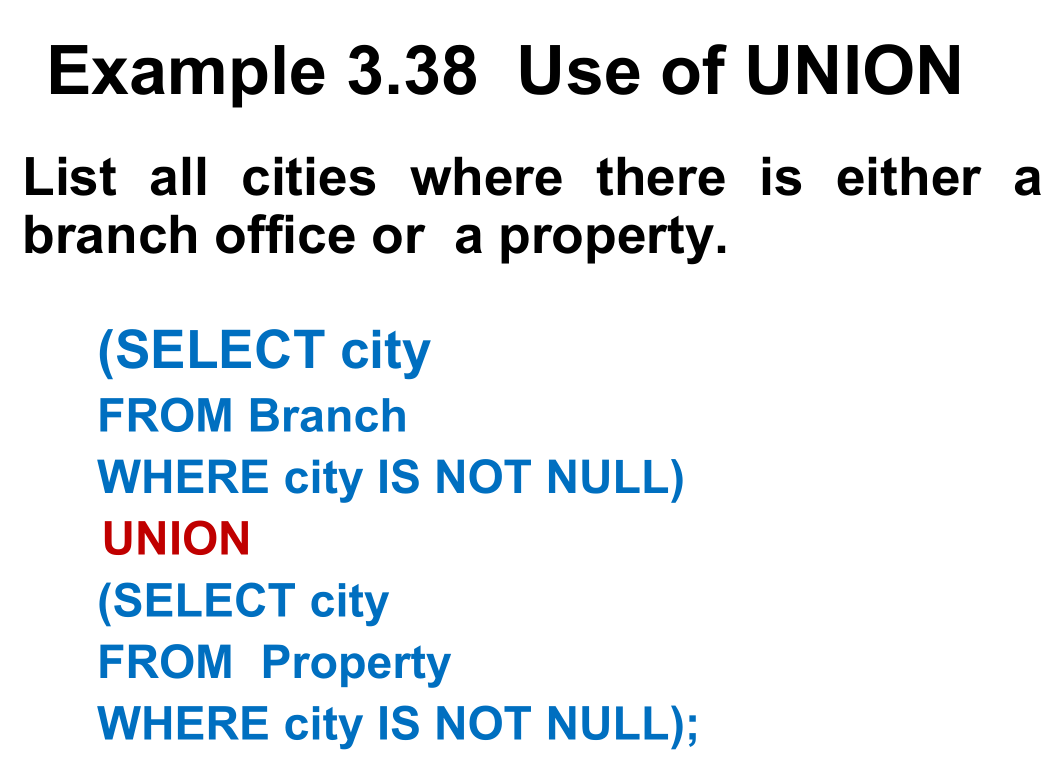 Example 3.38 Use of UNION
List all cities where there is either a
branch office or a property.
(SELECT city
FROM Branch
WHERE city IS NOT NULL)
UNION
(SELECT city
FROM Property
WHERE city IS NOT NULL);